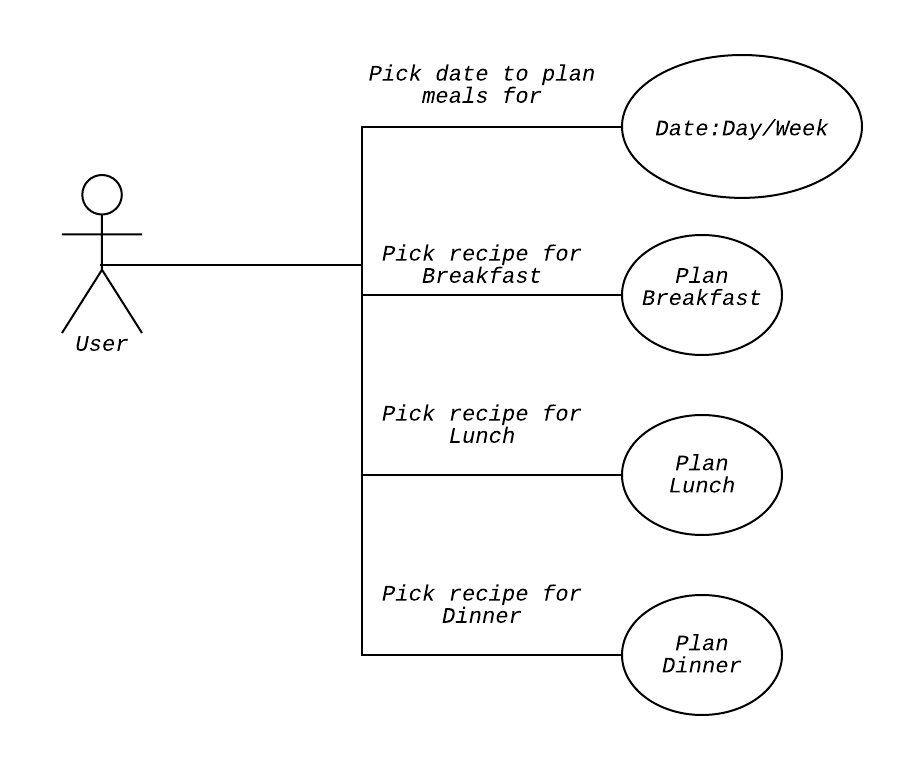 Pick date to plan
meals for
Date:Day/Week
Pick recipe for
Breakfast
Plan
Breakfast
User
Pick recipe for
Lunch
Plan
Lunch
Pick recipe for
Dinner
Plan
Dinner